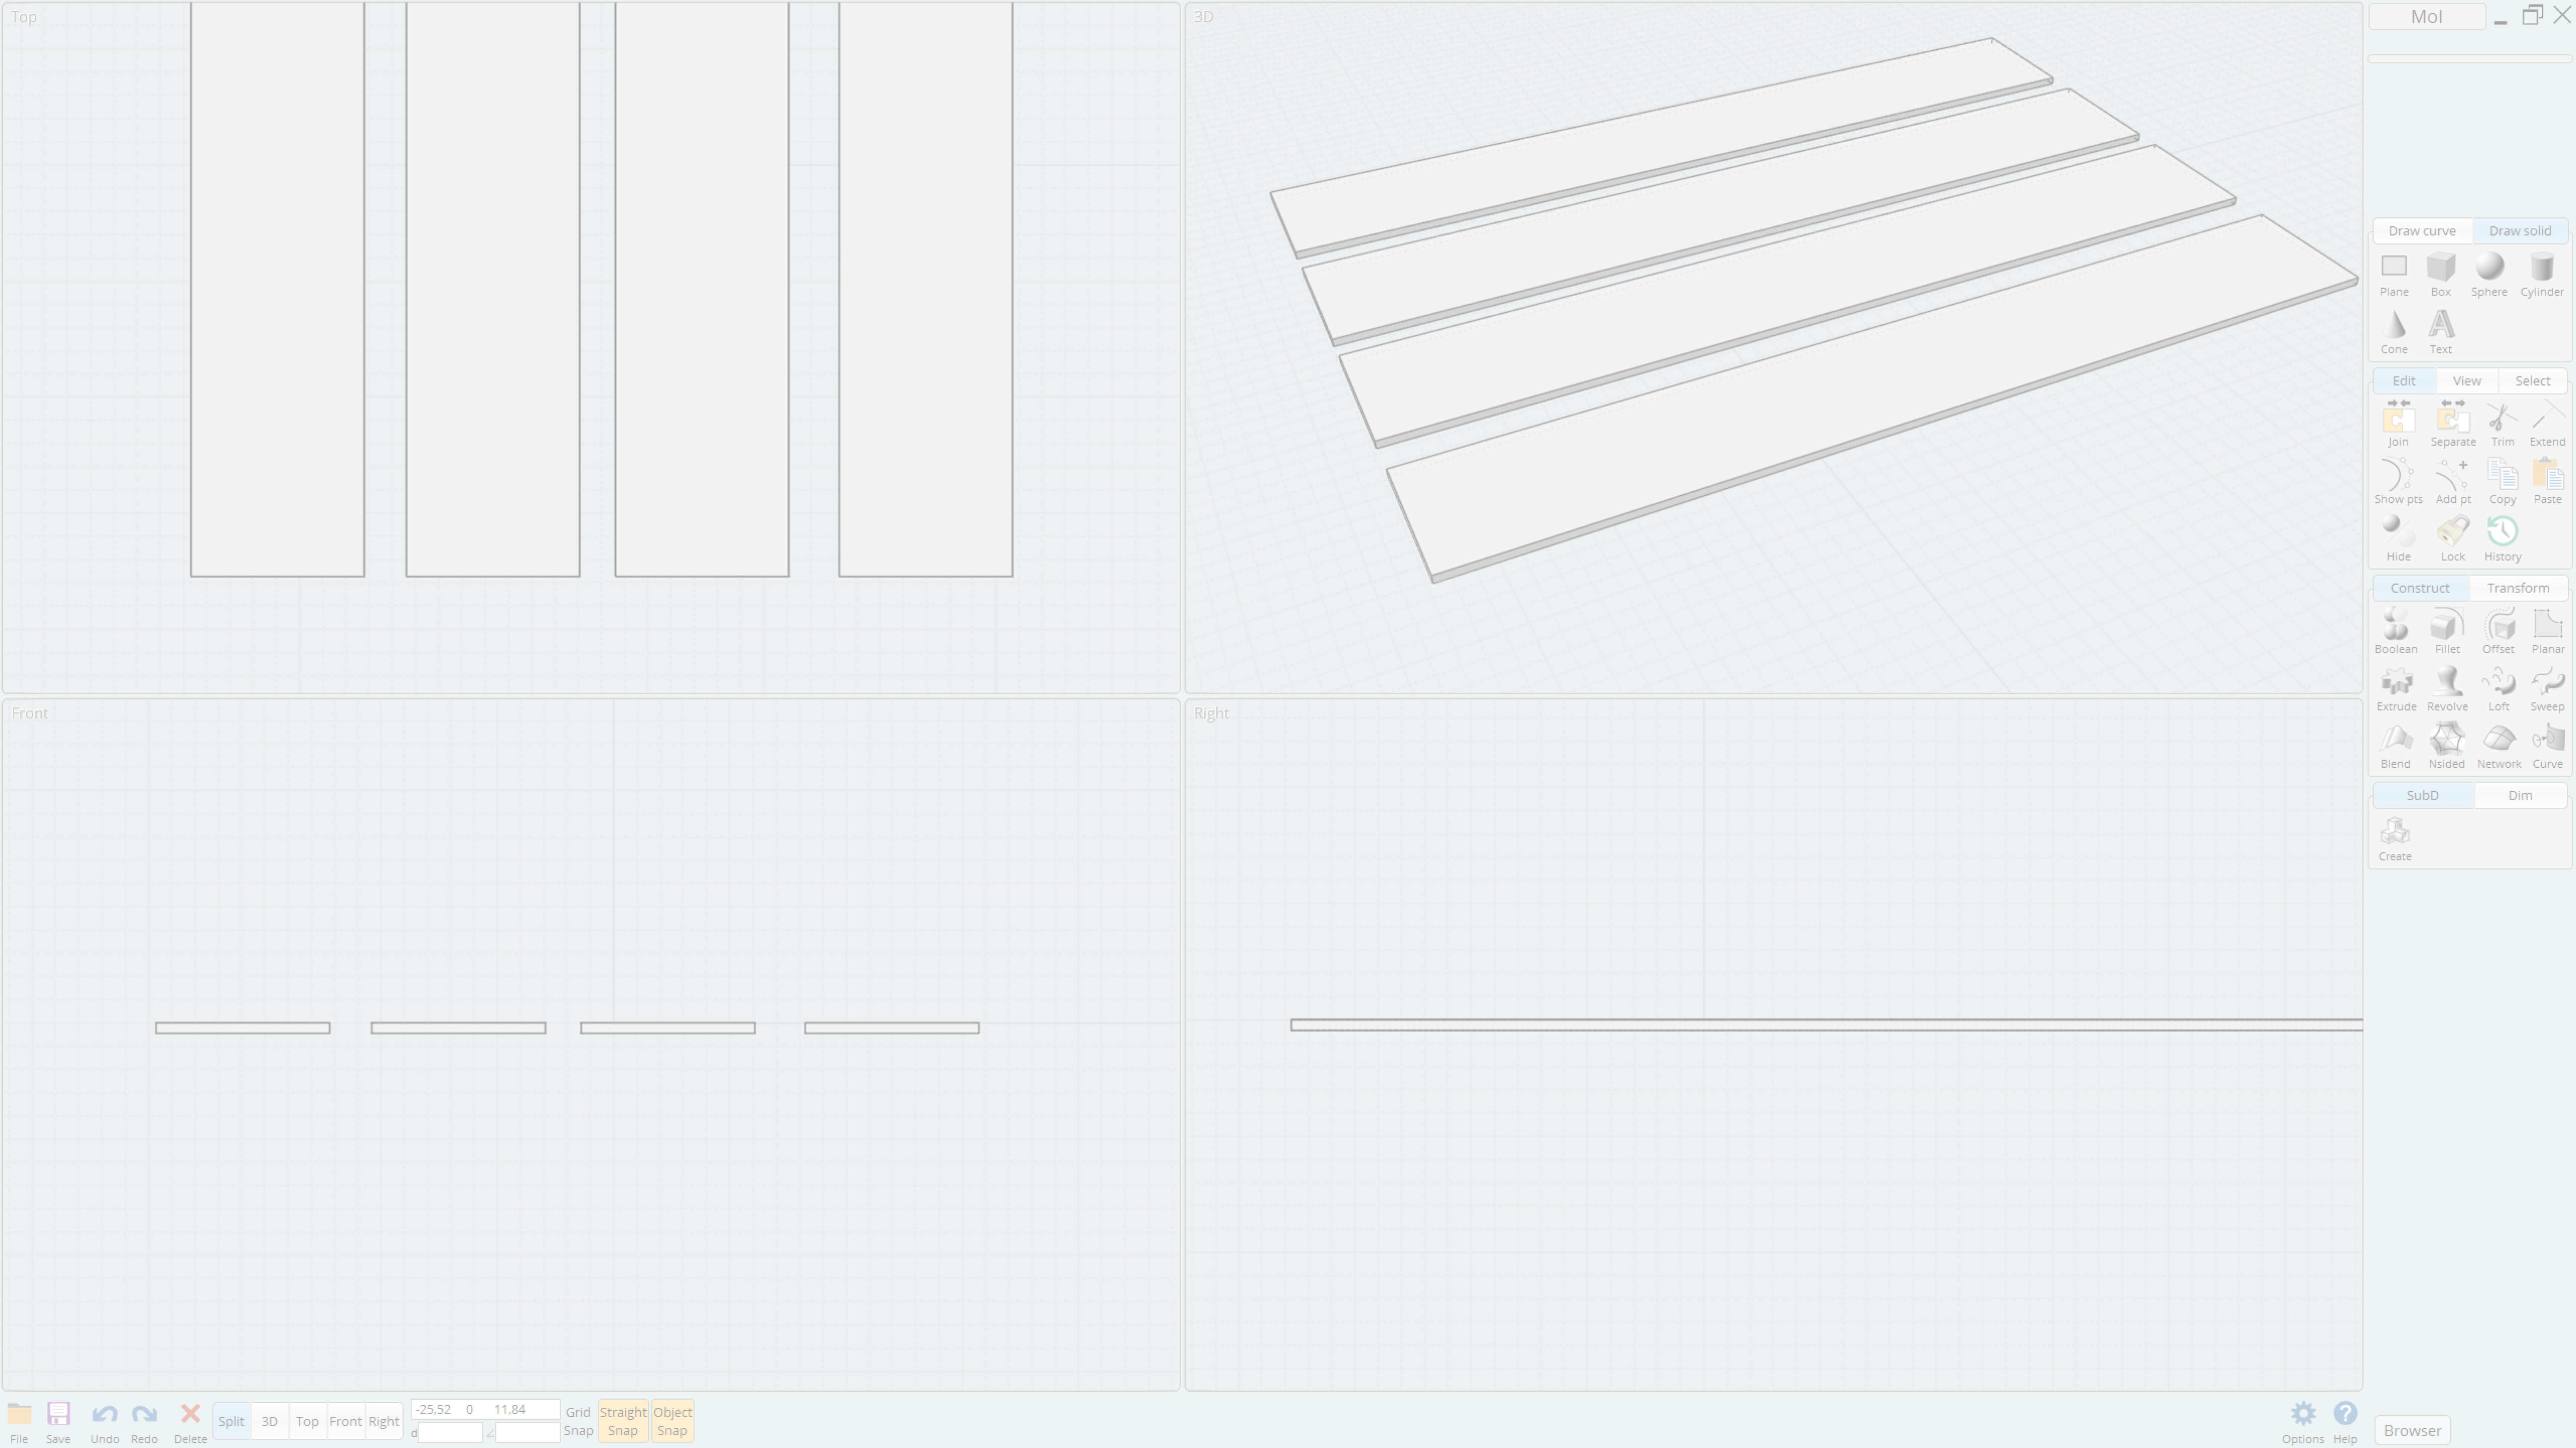 Top
3D
MoI
Draw curve Draw solid
Plane Box Sphere Cylinder
Cone Text
Edit View Select
Join Separate Trim Extend
Show pts Add pt Copy Paste
Hide Lock History
Construct Transform
Boolean Fillet Offset Planar
Extrude Revolve Loft Sweep
Blend Nsided Network Curve
SubD Dim
Create
Front
Right
File Save Undo Redo Delete
Split 3D Top Front Right
-25,52 0 11,84
d
Grid
Snap
Straight
Snap
Object
Snap
Options Help
Browser